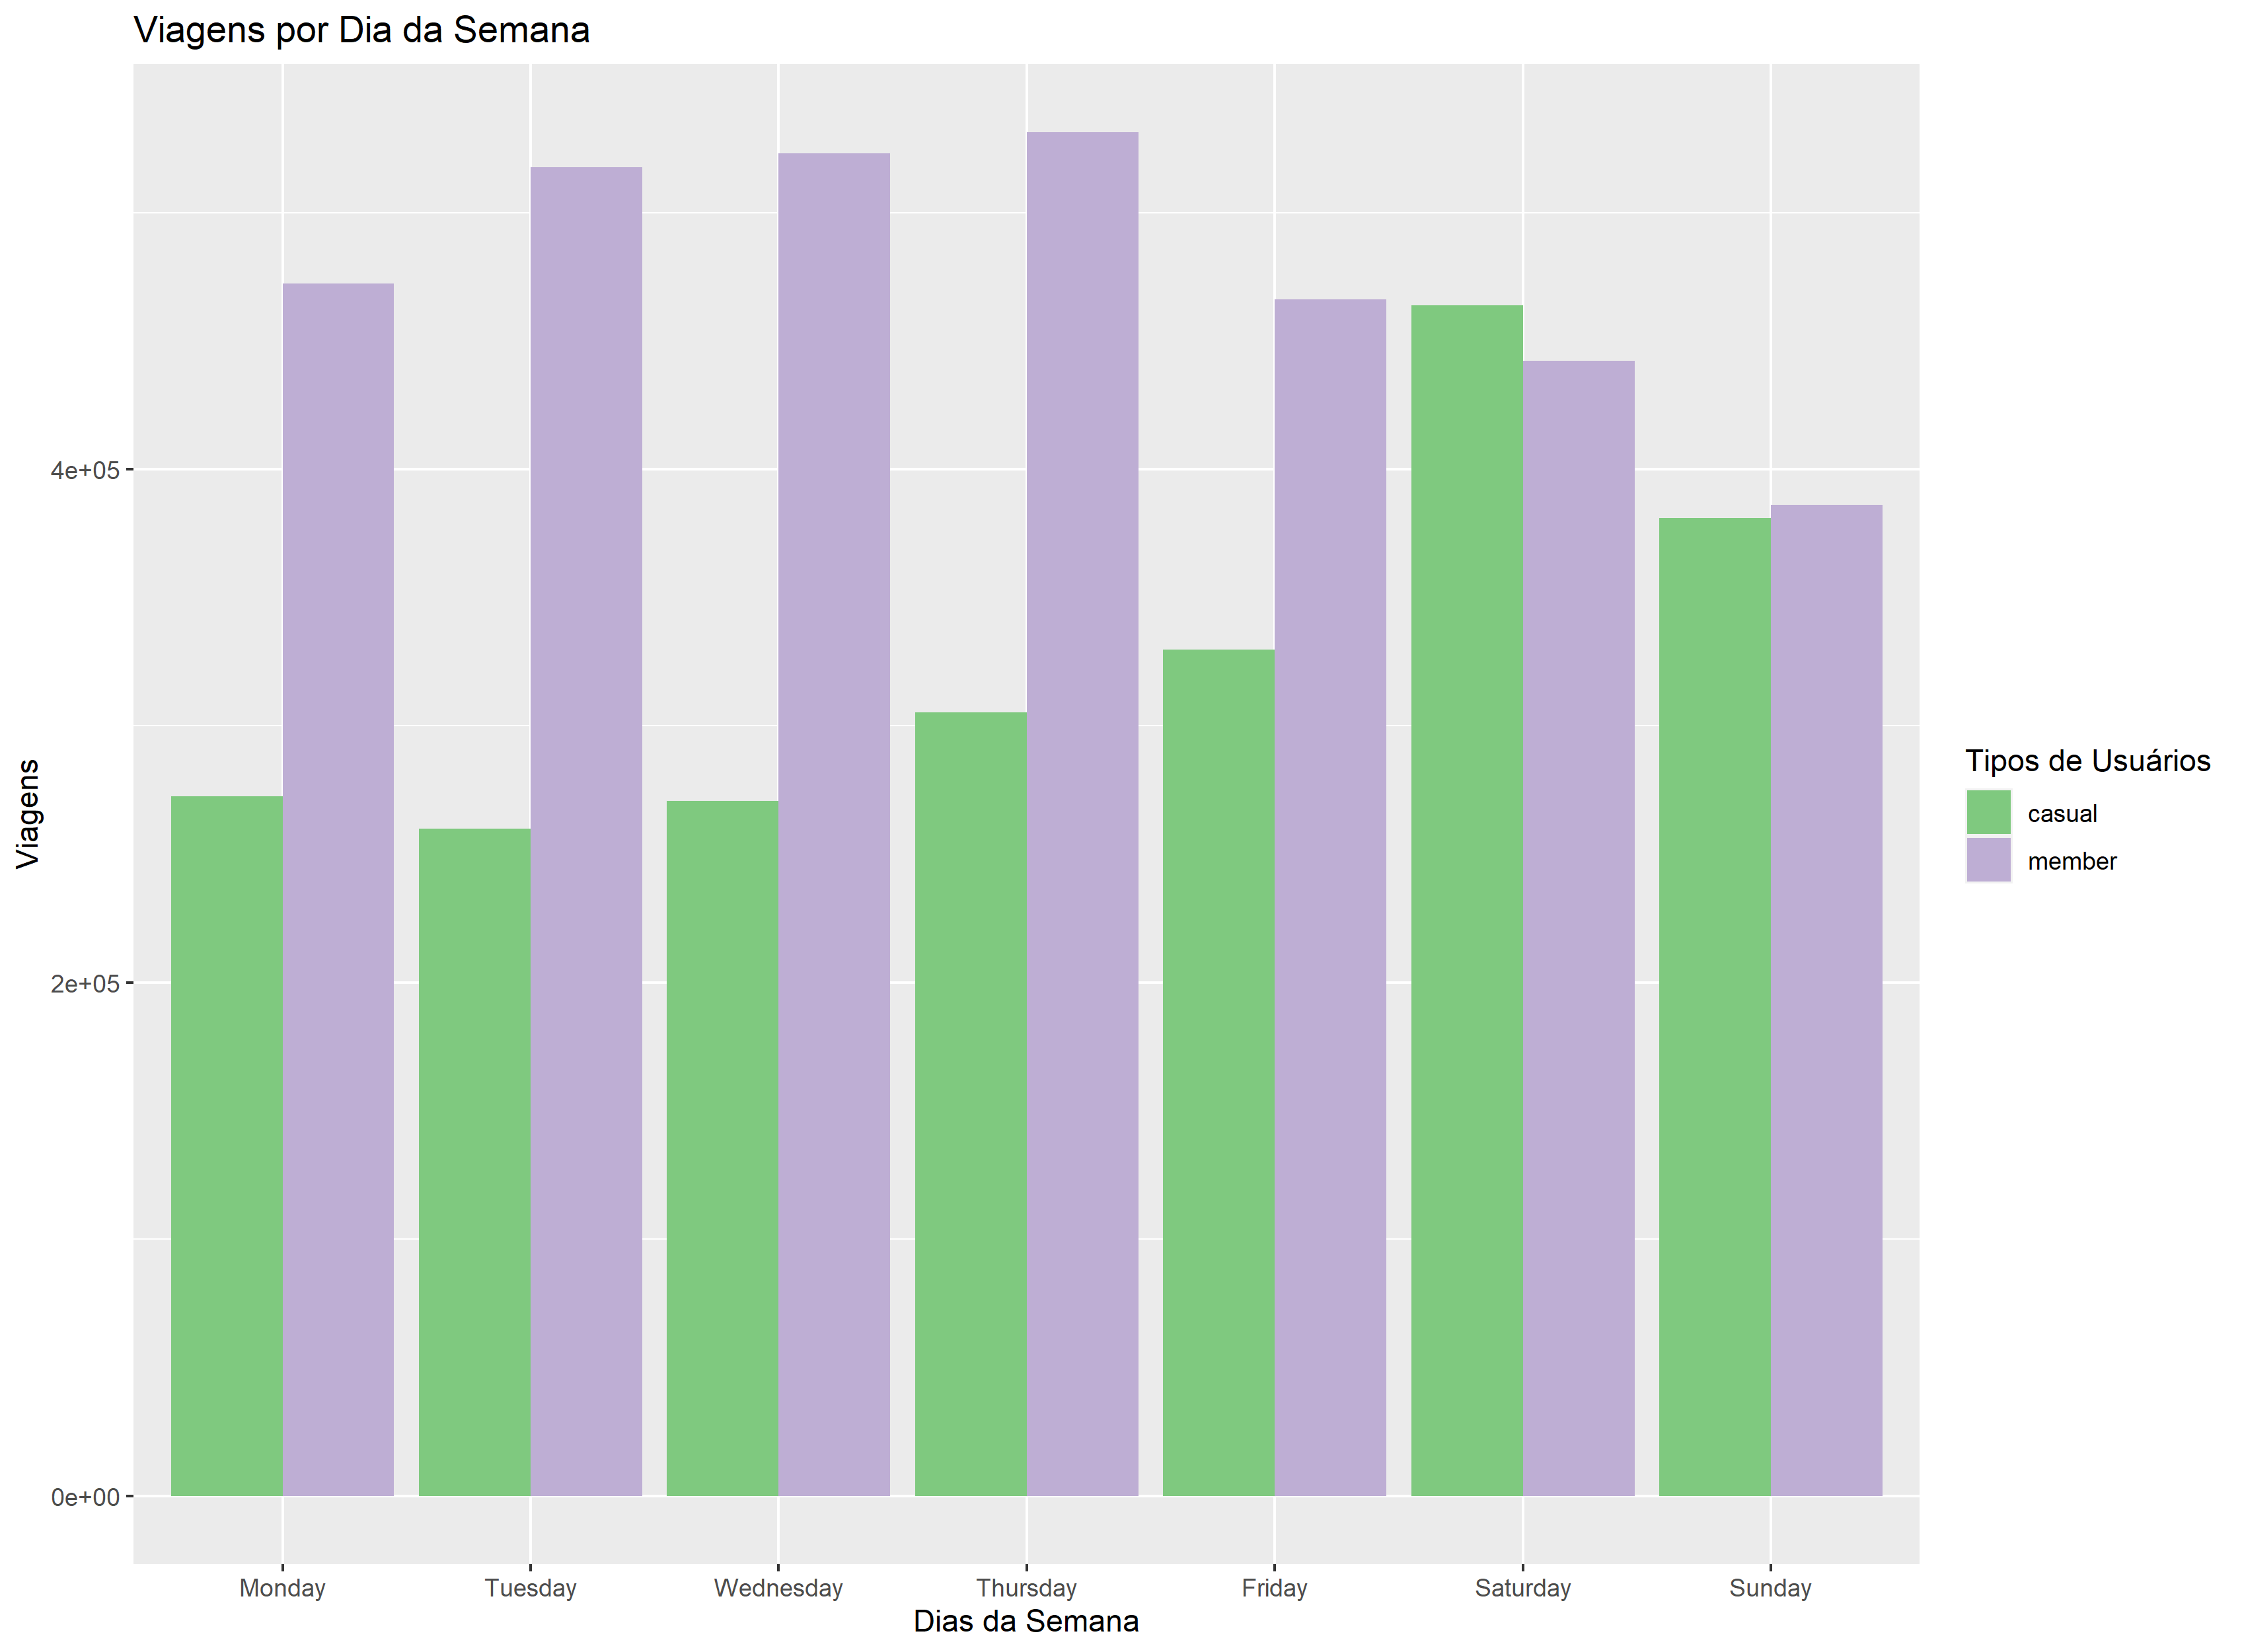 Viagens por Dia da Semana
Viagens
4e+05
2e+05
0e+00
Monday Tuesday Wednesday Thursday Friday Saturday Sunday
Dias da Semana
Tipos de Usuários
casual
member